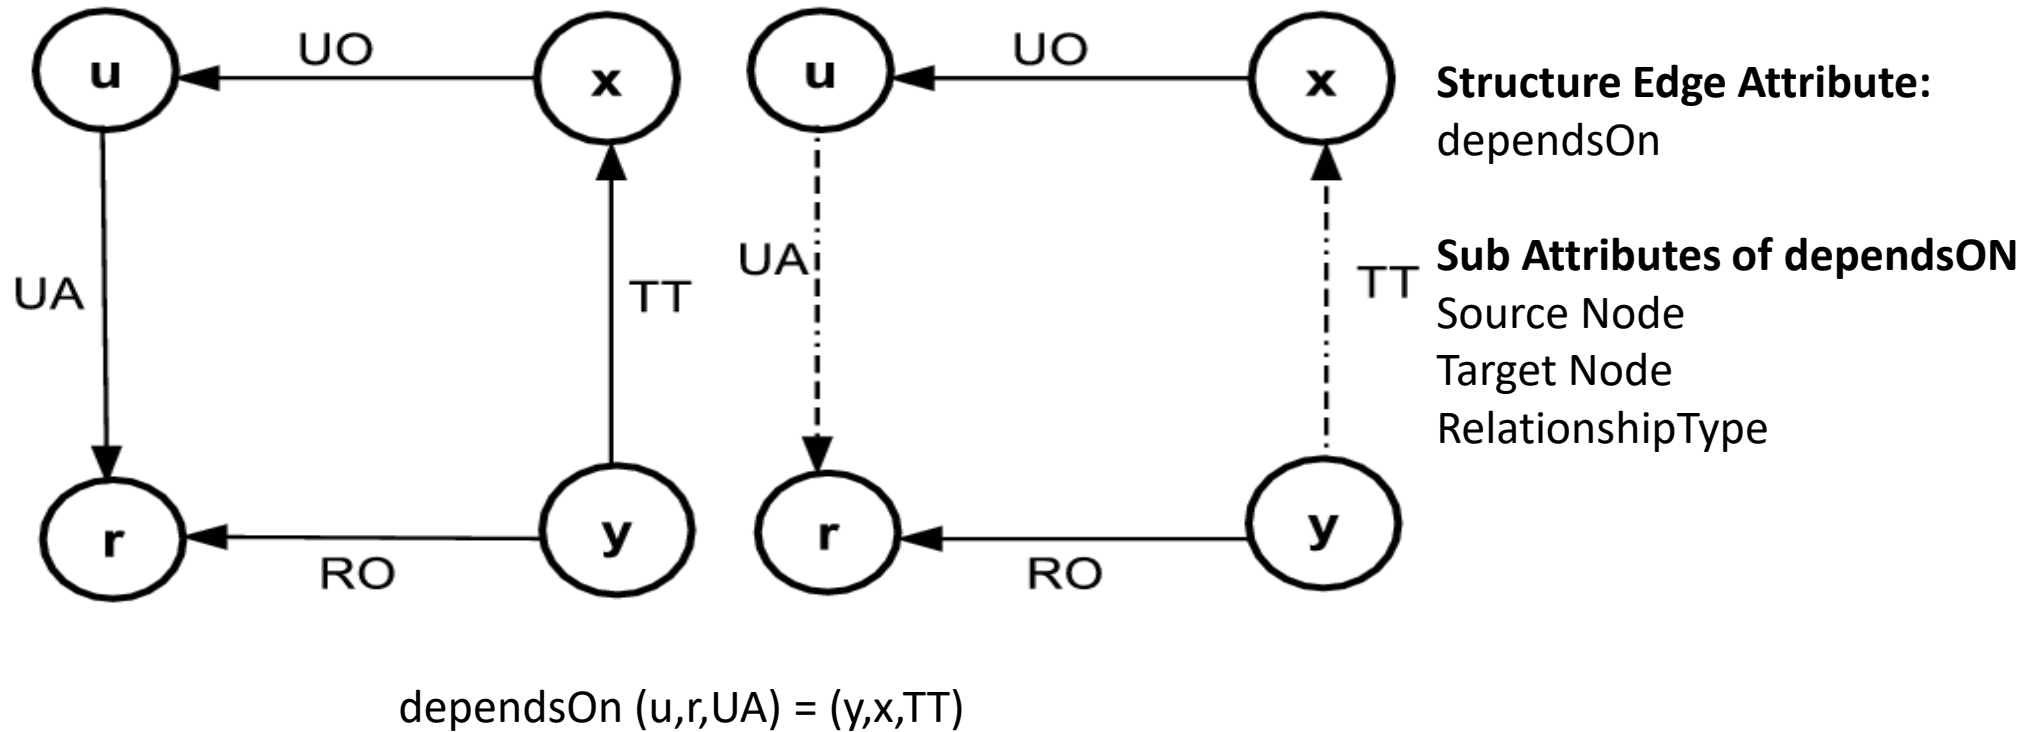 u
UO
x
UA
TT
r
RO
y
u
UO
x
UA
TT
r
RO
y
Structure Edge Attribute:
dependsOn
Sub Attributes of dependsON
Source Node
Target Node
RelationshipType
dependsOn (u,r,UA) = (y,x,TT)